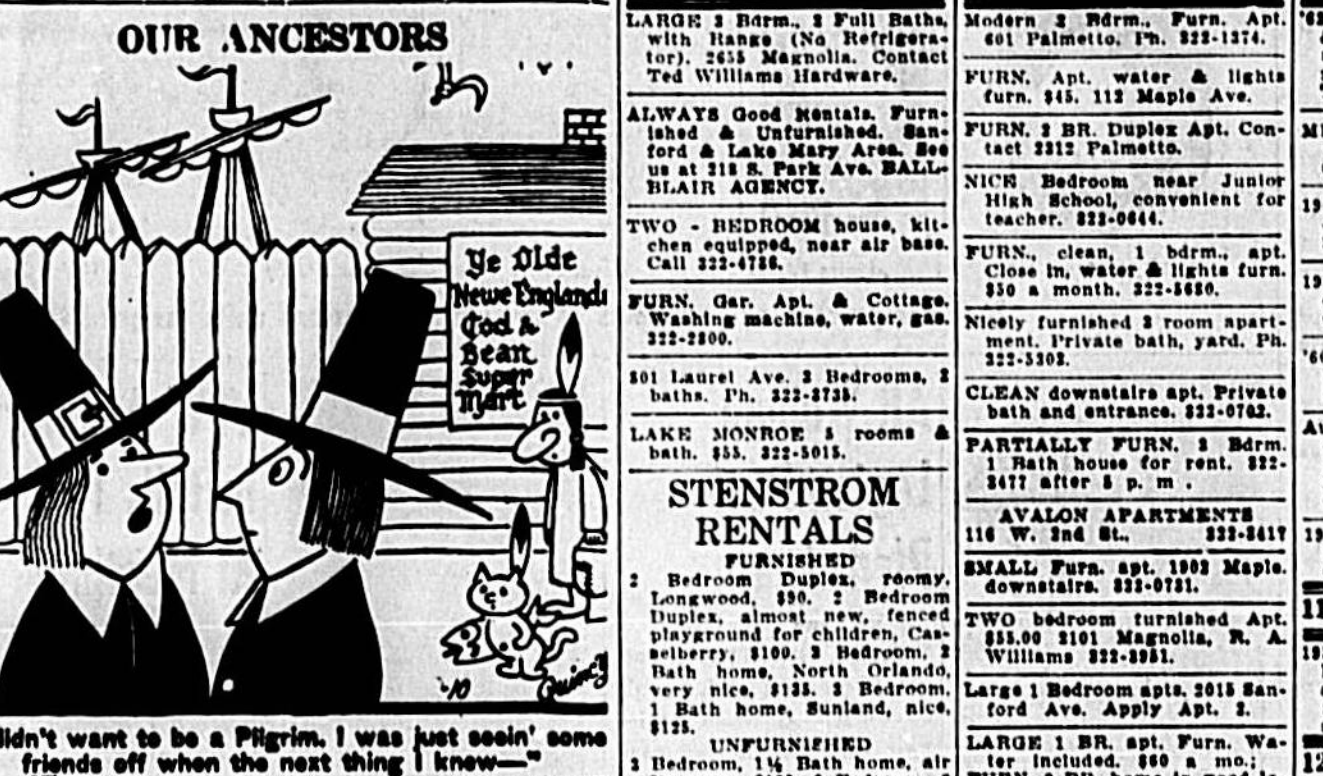 OUR ANCESTORS
Ye Olde
Newe England
Cod &
Bean
Super
Mart
Quincy
didn't want to be a Pilgrim. I was just seein' some
friends off when the next thing I knew—"
LARGE 3 Bdrm., 2 Full Baths,
with Range (No Refrigera-
tor). 2655 Magnolia. Contact
Ted Williams Hardware.
ALWAYS Good Rentals. Furn-
ished & Unfurnished. San-
ford & Lake Mary Area. See
us at 218 S. Park Ave. BALL-
BLAIR AGENCY.
TWO - BEDROOM house, kit-
chen equipped, near air base.
Call 322-4786.
FURN. Gar. Apt. & Cottage.
Washing machine, water, gas.
322-2800.
801 Laurel Ave. 3 Bedrooms, 2
baths. Ph. 322-8735.
LAKE MONROE 5 rooms &
bath. $55. 322-5015.
STENSTROM
RENTALS
FURNISHED
2 Bedroom Duplex, roomy,
Longwood, $90. 2 Bedroom
Duplex, almost new, fenced
playground for children, Cas-
selberry, $100. 3 Bedroom, 2
Bath home, North Orlando,
very nice, $135. 3 Bedroom,
1 Bath home, Sunland, nice,
$125.
UNFURNISHED
3 Bedroom, 1½ Bath home, air
Modern 2 Bdrm., Furn. Apt.
601 Palmetto. Ph. 322-1374.
FURN. Apt. water & lights
furn. $45. 112 Maple Ave.
FURN. 2 BR. Duplex Apt. Con-
tact 2312 Palmetto.
NICE Bedroom near Junior
High School, convenient for
teacher. 322-0644.
FURN., clean, 1 bdrm., apt.
Close in, water & lights furn.
$50 a month. 322-5680.
Nicely furnished 3 room apart-
ment. Private bath, yard. Ph.
322-5303.
CLEAN downstairs apt. Private
bath and entrance. 322-0762.
PARTIALLY FURN. 3 Bdrm.
1 Bath house for rent. 322-
8477 after 5 p. m .
AVALON APARTMENTS
116 W. 2nd St.. 322-8417
SMALL Furn. apt. 1902 Maple.
downstairs. 322-0731.
TWO bedroom furnished Apt.
$55.00 2101 Magnolia, R. A.
Williams 322-3951.
Large 1 Bedroom apts. 2015 San-
ford Ave. Apply Apt. 2.
LARGE 1 BR. apt. Furn. Wa-
ter included. $60 a mo.;